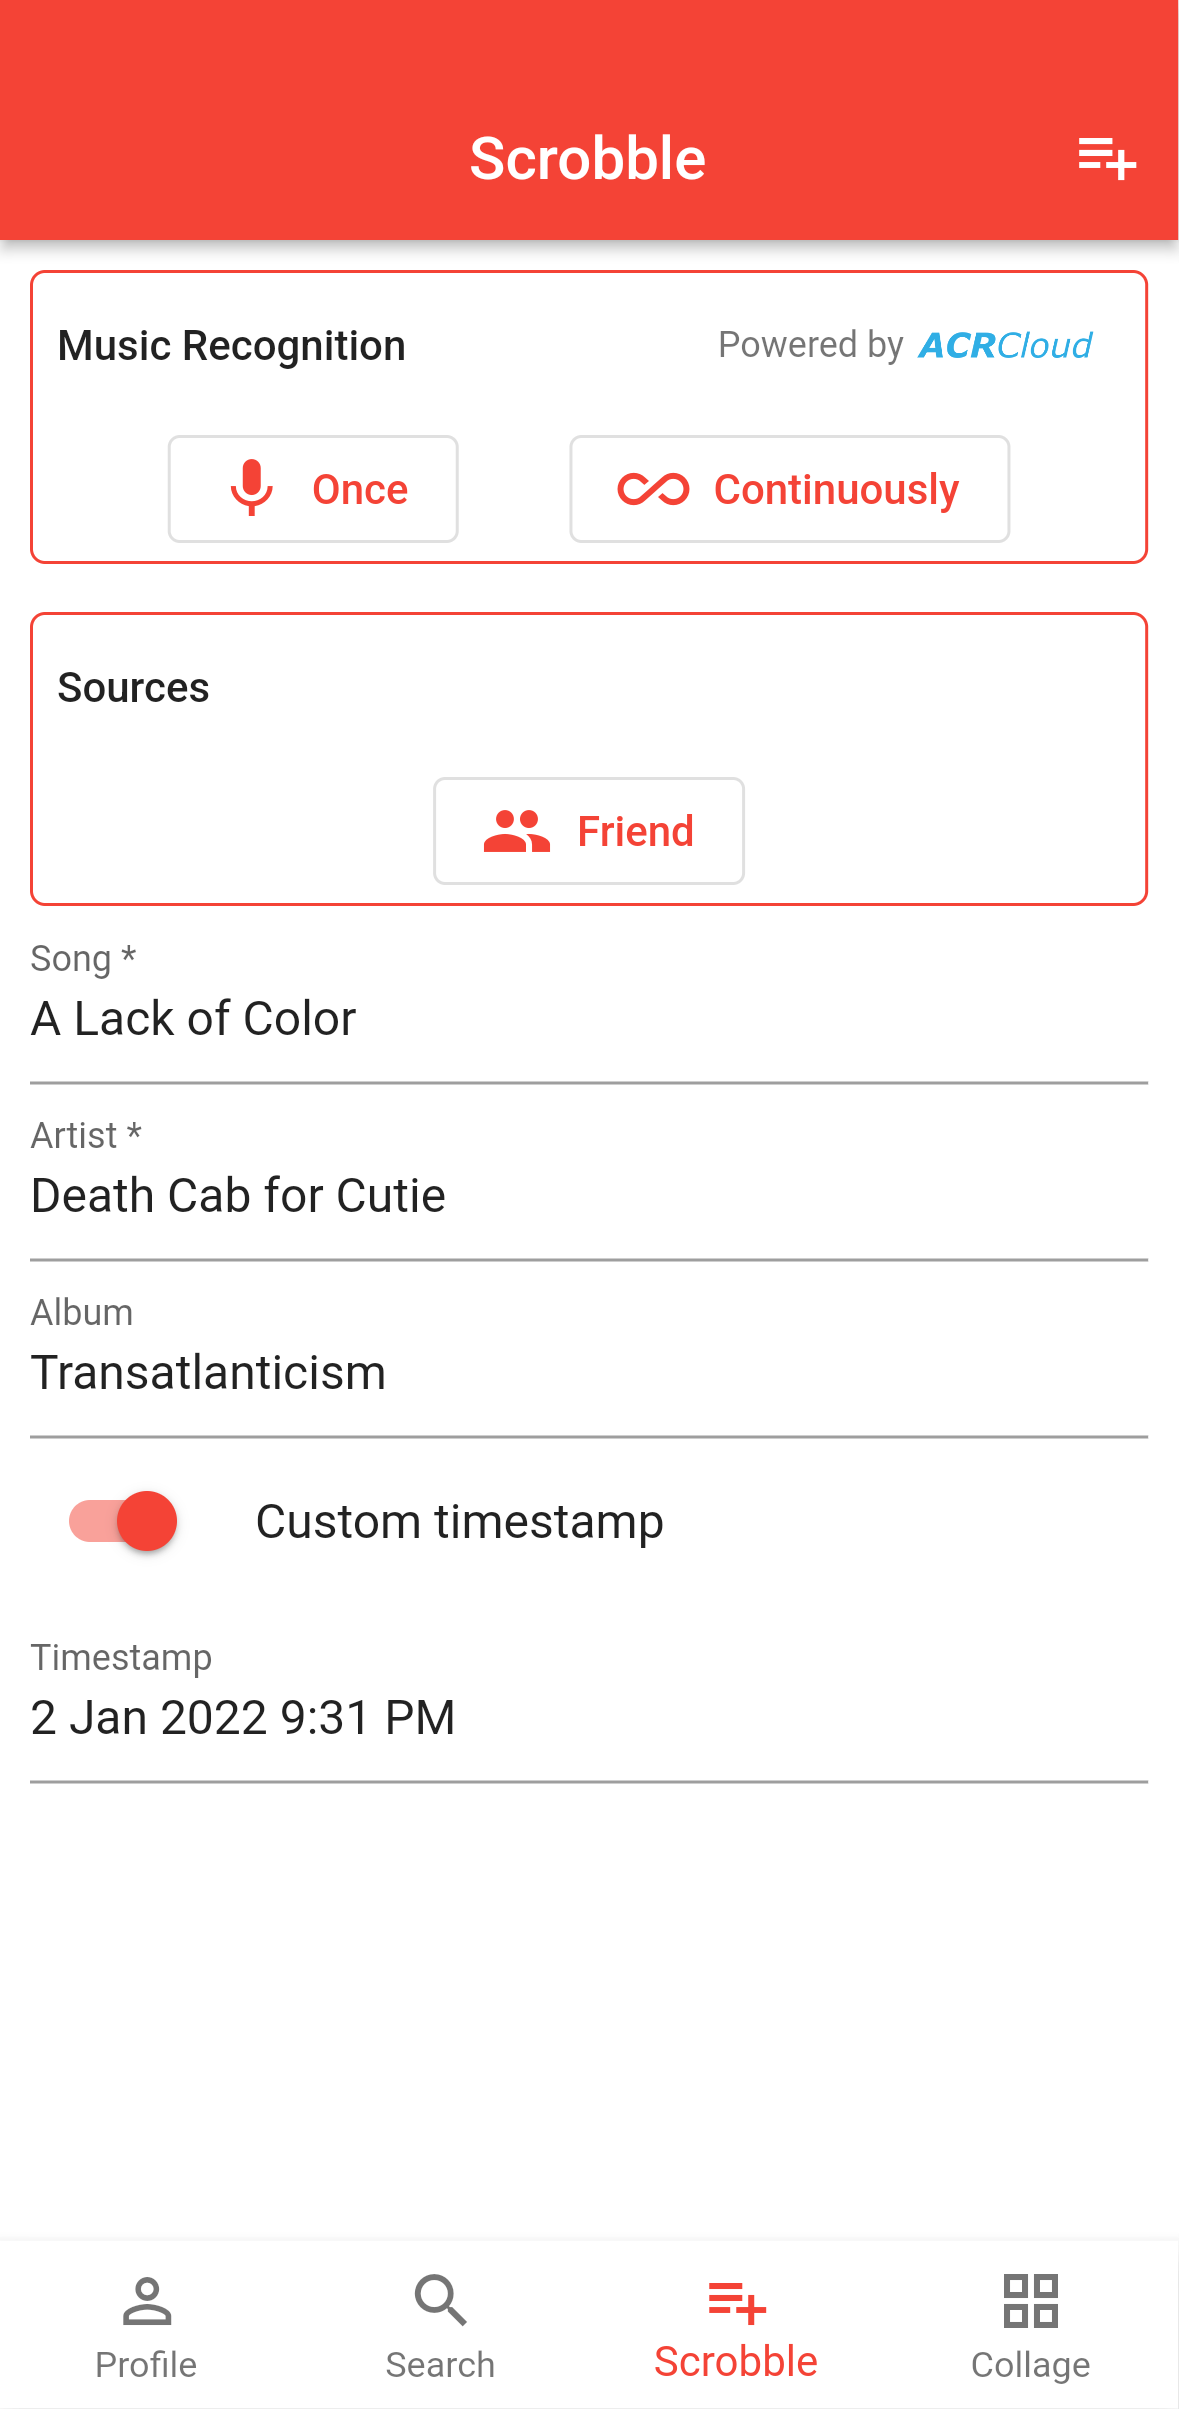 Scrobble
Music Recognition
Powered by ACRCloud
Once
Continuously
Sources
Friend
Song *
A Lack of Color
Artist *
Death Cab for Cutie
Album
Transatlanticism
Custom timestamp
Timestamp
2 Jan 2022 9:31 PM
Profile
Search
Scrobble
Collage